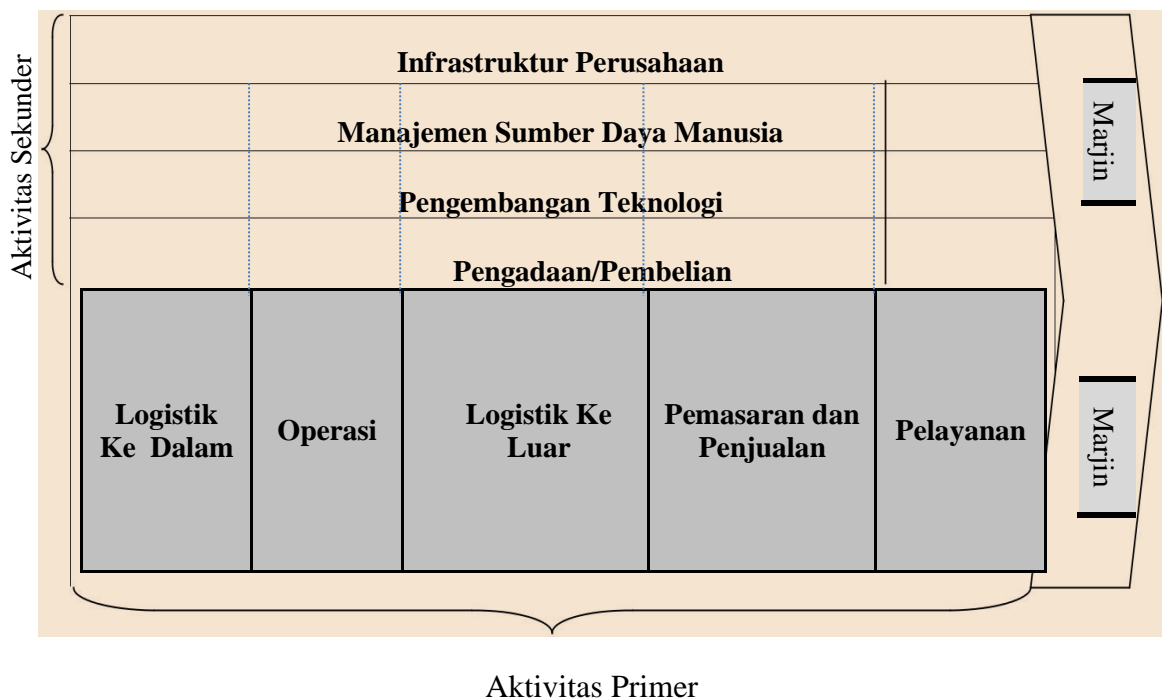 Aktivitas Sekunder
Infrastruktur Perusahaan
Manajemen Sumber Daya Manusia
Pengembangan Teknologi
Pengadaan/Pembelian
Marjin
Logistik
Ke Dalam
Operasi
Logistik Ke
Luar
Pemasaran dan
Penjualan
Pelayanan
Marjin
Aktivitas Primer